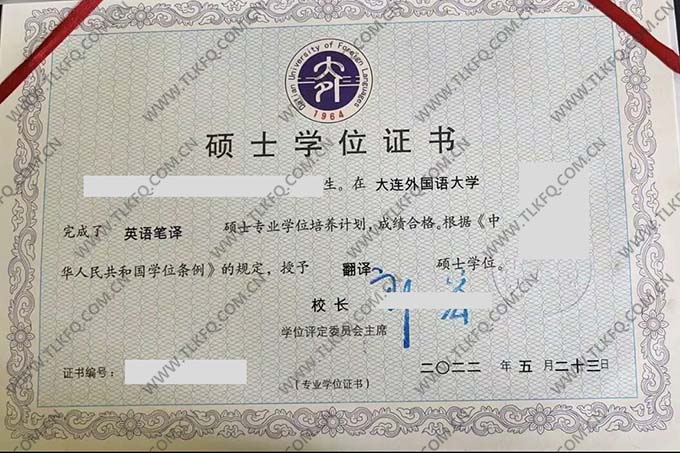 Dalian University of Foreign Languages
1964
硕士学位证书
生。在 大连外国语大学
完成了 英语笔译 硕士专业学位培养计划，成绩合格。根据《中
华人民共和国学位条例》的规定，授予 翻译 硕士学位。
校长
学位评定委员会主席
证书编号：
二〇二二 年 五 月 二十三 日
（专业学位证书）
WWW.TLKFQ.COM.CN